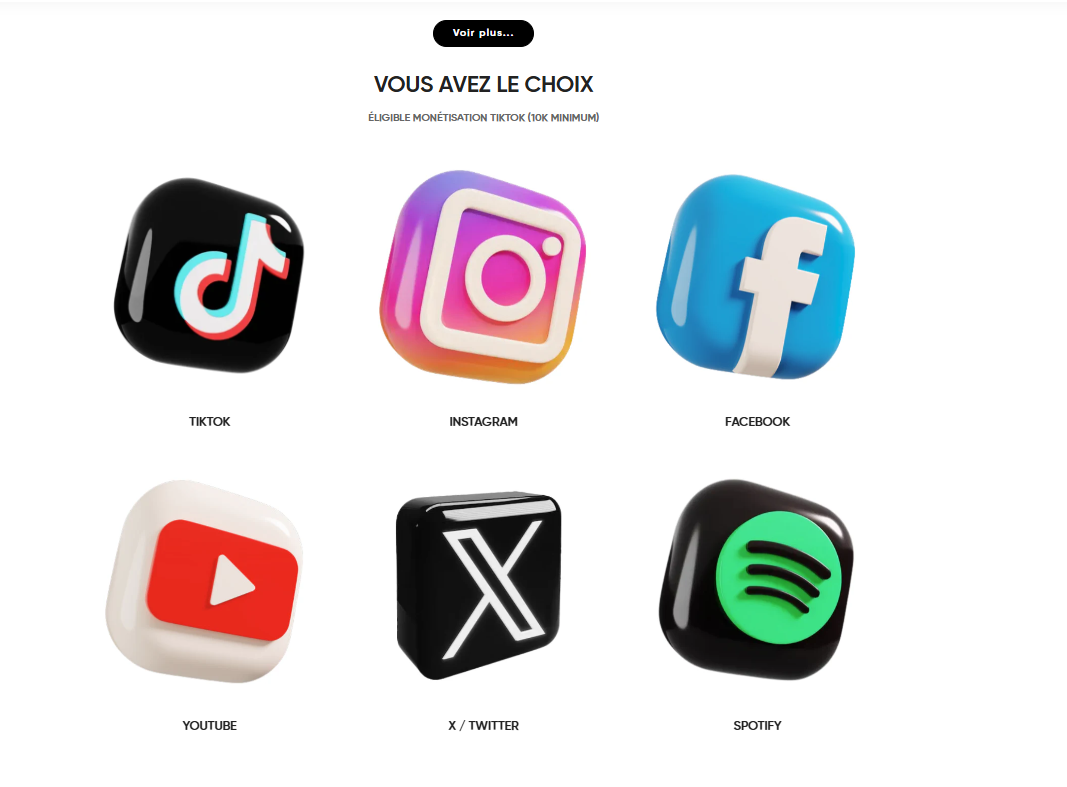 Voir plus...
VOUS AVEZ LE CHOIX
ÉLIGIBLE MONÉTISATION TIKTOK (10K MINIMUM)
TIKTOK
INSTAGRAM
FACEBOOK
YOUTUBE
X / TWITTER
SPOTIFY